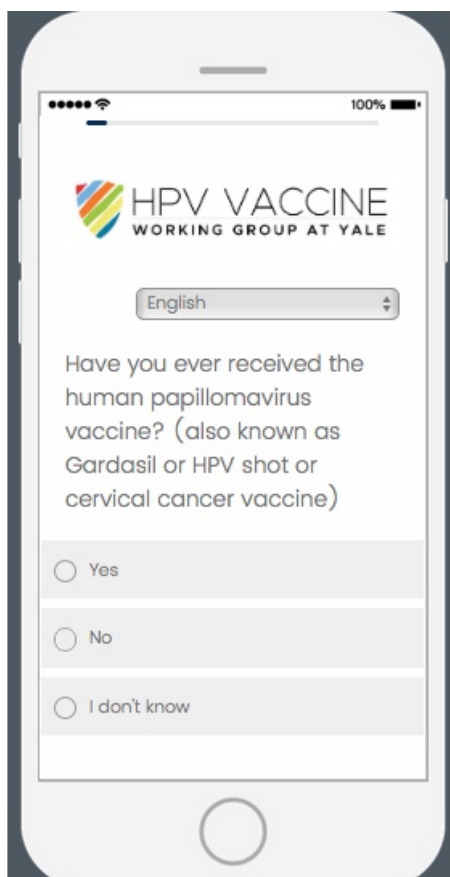 100%
HPV VACCINE
WORKING GROUP AT YALE
English
Have you ever received the
human papillomavirus
vaccine? (also known as
Gardasil or HPV shot or
cervical cancer vaccine)
Yes
No
I don't know